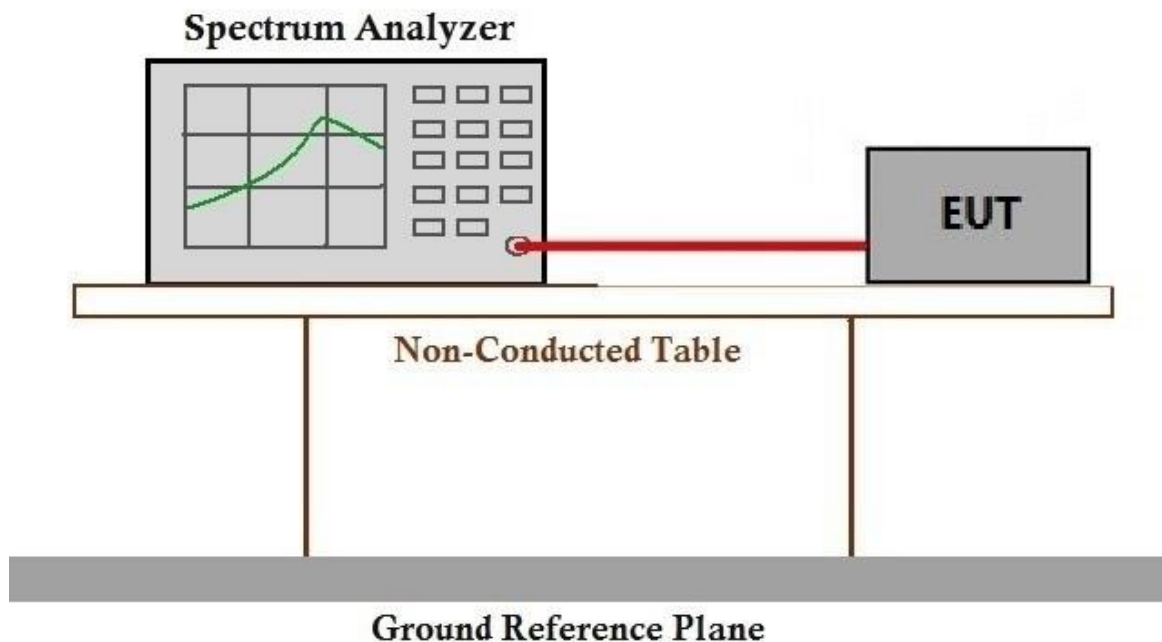 Spectrum Analyzer
EUT
Non-Conducted Table
Ground Reference Plane